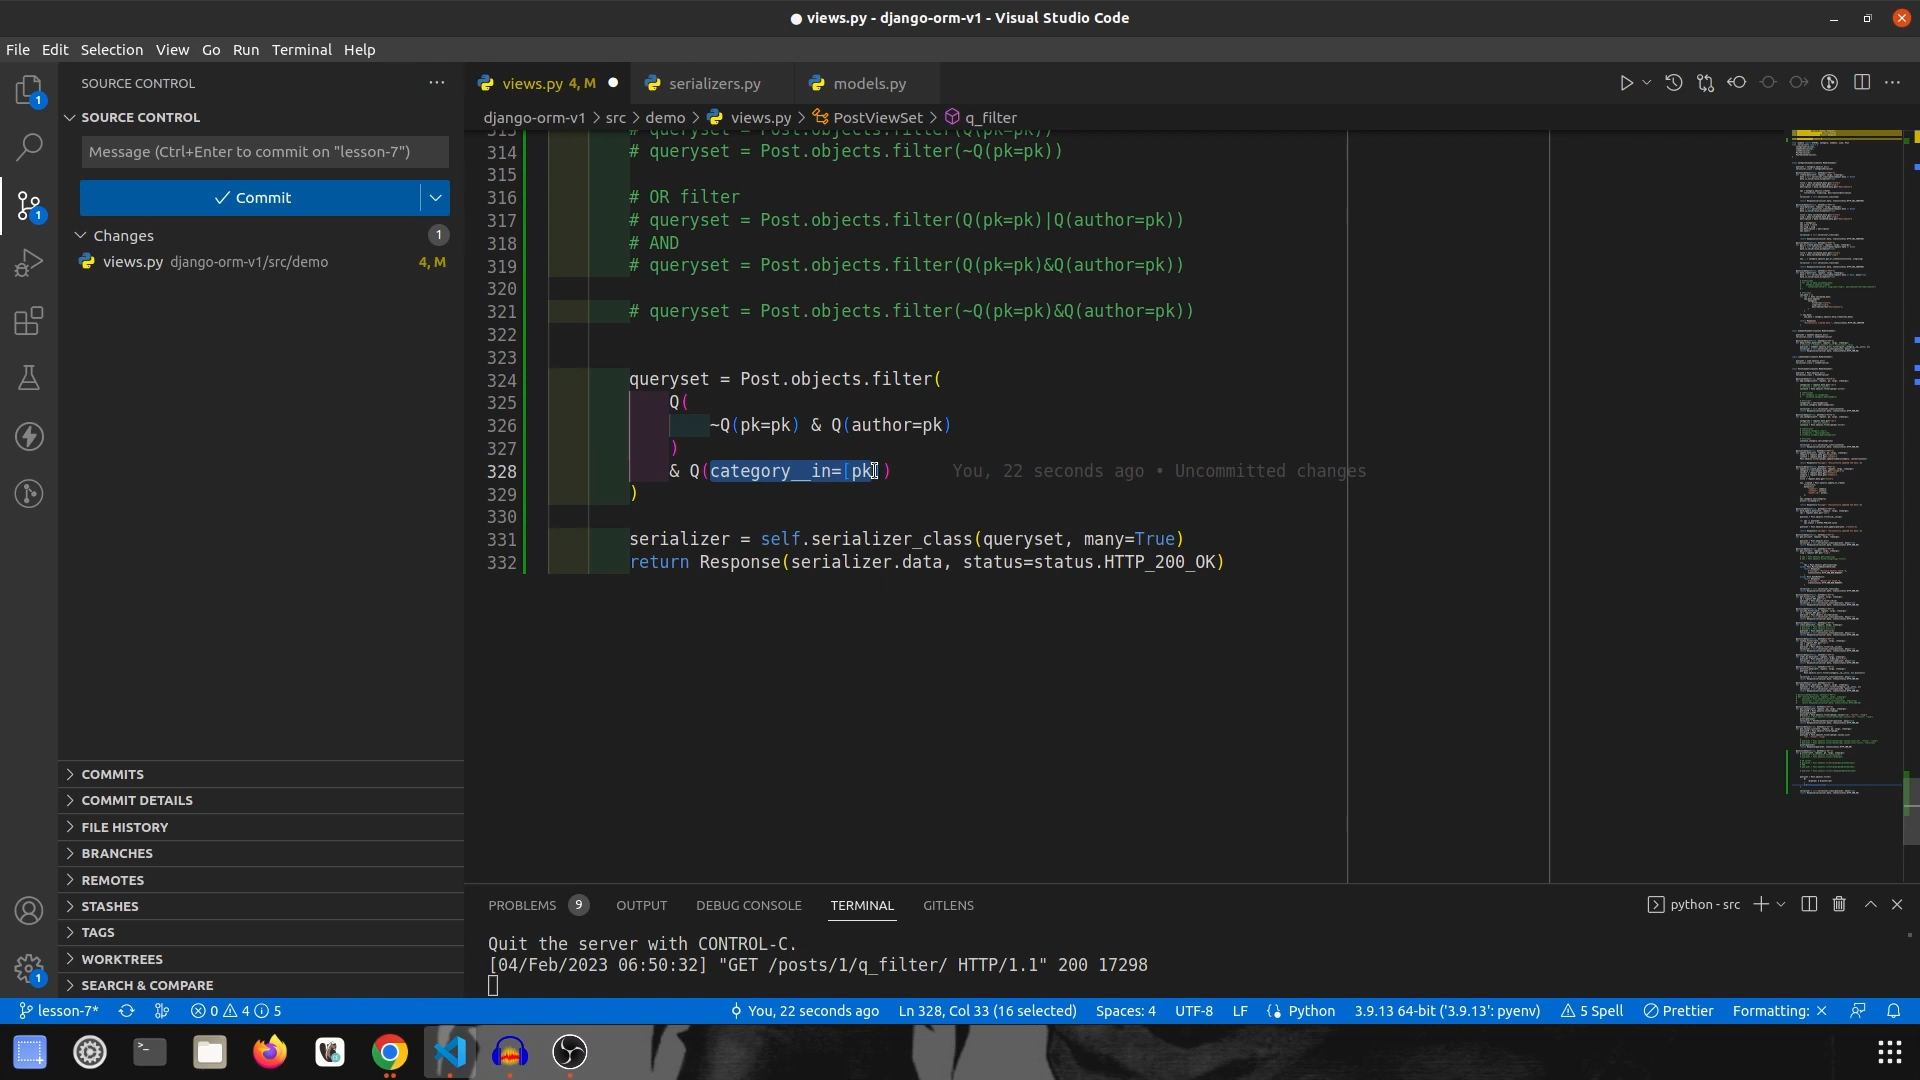 views.py - django-orm-v1 - Visual Studio Code
File Edit Selection View Go Run Terminal Help
SOURCE CONTROL
views.py 4, M
serializers.py
models.py
SOURCE CONTROL
django-orm-v1 > src > demo > views.py > PostViewSet > q_filter
Message (Ctrl+Enter to commit on "lesson-7")
Commit
Changes 1
views.py django-orm-v1/src/demo 4, M
313 # queryset = Post.objects.filter(Q(pk=pk))
314 # queryset = Post.objects.filter(~Q(pk=pk))
315
316 # OR filter
317 # queryset = Post.objects.filter(Q(pk=pk)|Q(author=pk))
318 # AND
319 # queryset = Post.objects.filter(Q(pk=pk)&Q(author=pk))
320
321 # queryset = Post.objects.filter(~Q(pk=pk)&Q(author=pk))
322
323
324 queryset = Post.objects.filter(
325 Q(
326 ~Q(pk=pk) & Q(author=pk)
327 )
328 & Q(category__in=[pk]) You, 22 seconds ago • Uncommitted changes
329 )
330
331 serializer = self.serializer_class(queryset, many=True)
332 return Response(serializer.data, status=status.HTTP_200_OK)
COMMITS
COMMIT DETAILS
FILE HISTORY
BRANCHES
REMOTES
STASHES
TAGS
WORKTREES
SEARCH & COMPARE
PROBLEMS 9 OUTPUT DEBUG CONSOLE TERMINAL GITLENS
python - src
Quit the server with CONTROL-C.
[04/Feb/2023 06:50:32] "GET /posts/1/q_filter/ HTTP/1.1" 200 17298
lesson-7* 0 4 5 You, 22 seconds ago Ln 328, Col 33 (16 selected) Spaces: 4 UTF-8 LF Python 3.9.13 64-bit ('3.9.13': pyenv) 5 Spell Prettier Formatting: ×